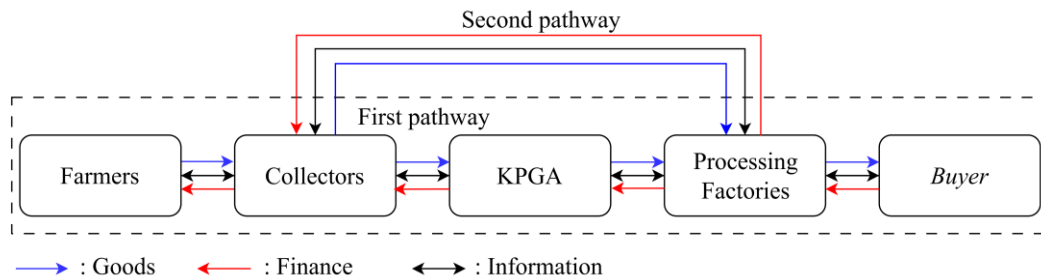 Second pathway
First pathway
Farmers
Collectors
KPGA
Processing
Factories
Buyer
: Goods
: Finance
: Information